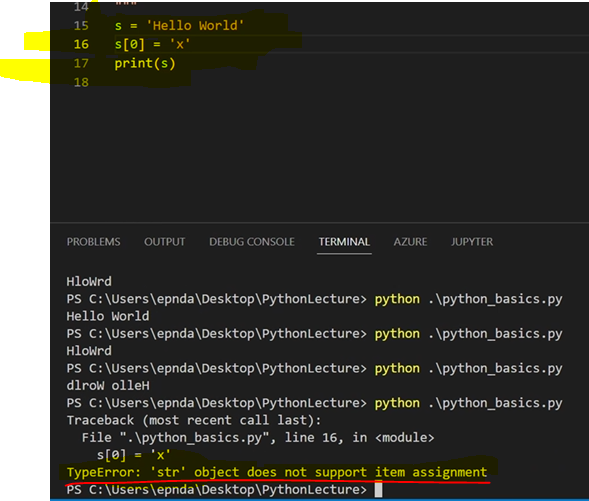 14 """
15 s = 'Hello World'
16 s[0] = 'x'
17 print(s)
18
PROBLEMS OUTPUT DEBUG CONSOLE TERMINAL AZURE JUPYTER
HloWrd
PS C:\Users\epnda\Desktop\PythonLecture> python .\python_basics.py
Hello World
PS C:\Users\epnda\Desktop\PythonLecture> python .\python_basics.py
HloWrd
PS C:\Users\epnda\Desktop\PythonLecture> python .\python_basics.py
dlroW olleH
PS C:\Users\epnda\Desktop\PythonLecture> python .\python_basics.py
Traceback (most recent call last):
  File ".\python_basics.py", line 16, in <module>
    s[0] = 'x'
TypeError: 'str' object does not support item assignment
PS C:\Users\epnda\Desktop\PythonLecture>